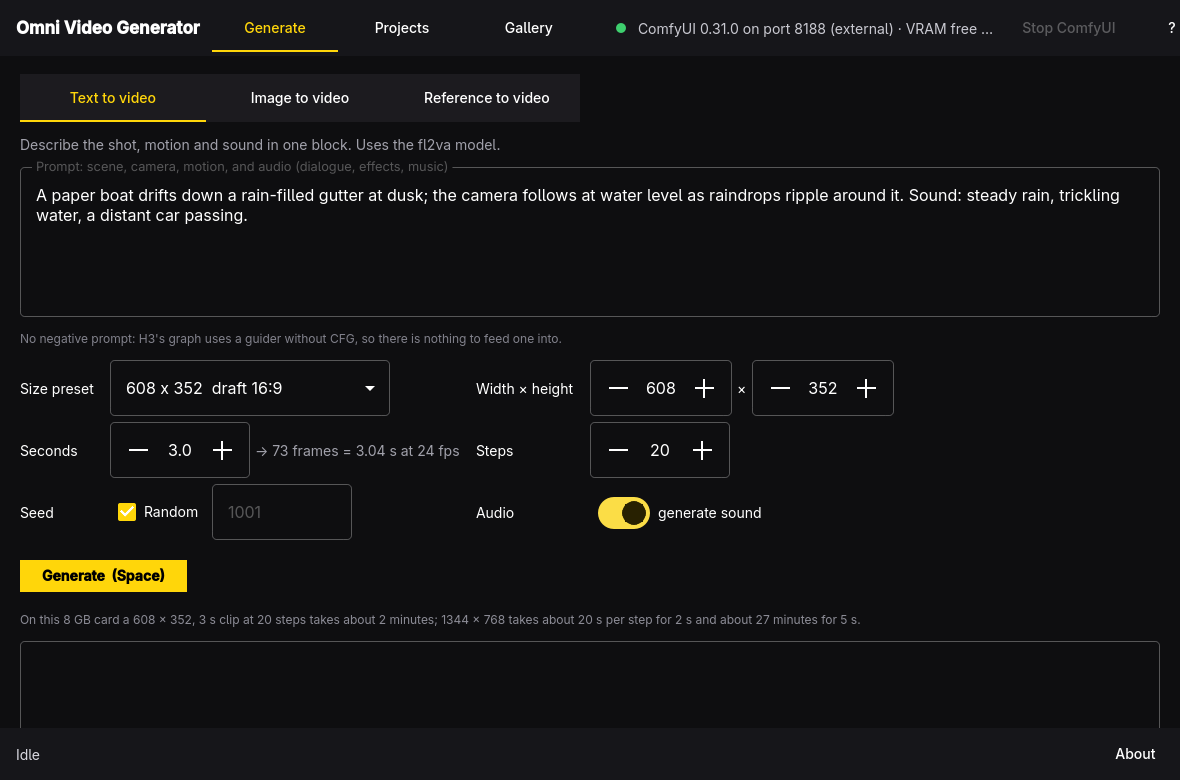 Omni Video Generator
Generate
Projects
Gallery
ComfyUI 0.31.0 on port 8188 (external) · VRAM free ...
Stop ComfyUI
?
Text to video
Image to video
Reference to video
Describe the shot, motion and sound in one block. Uses the fl2va model.
Prompt: scene, camera, motion, and audio (dialogue, effects, music)
A paper boat drifts down a rain-filled gutter at dusk; the camera follows at water level as raindrops ripple around it. Sound: steady rain, trickling
water, a distant car passing.
No negative prompt: H3's graph uses a guider without CFG, so there is nothing to feed one into.
Size preset
608 x 352  draft 16:9
Width × height
608
×
352
Seconds
3.0
→ 73 frames = 3.04 s at 24 fps
Steps
20
Seed
Random
1001
Audio
generate sound
Generate  (Space)
On this 8 GB card a 608 × 352, 3 s clip at 20 steps takes about 2 minutes; 1344 × 768 takes about 20 s per step for 2 s and about 27 minutes for 5 s.
Idle
About